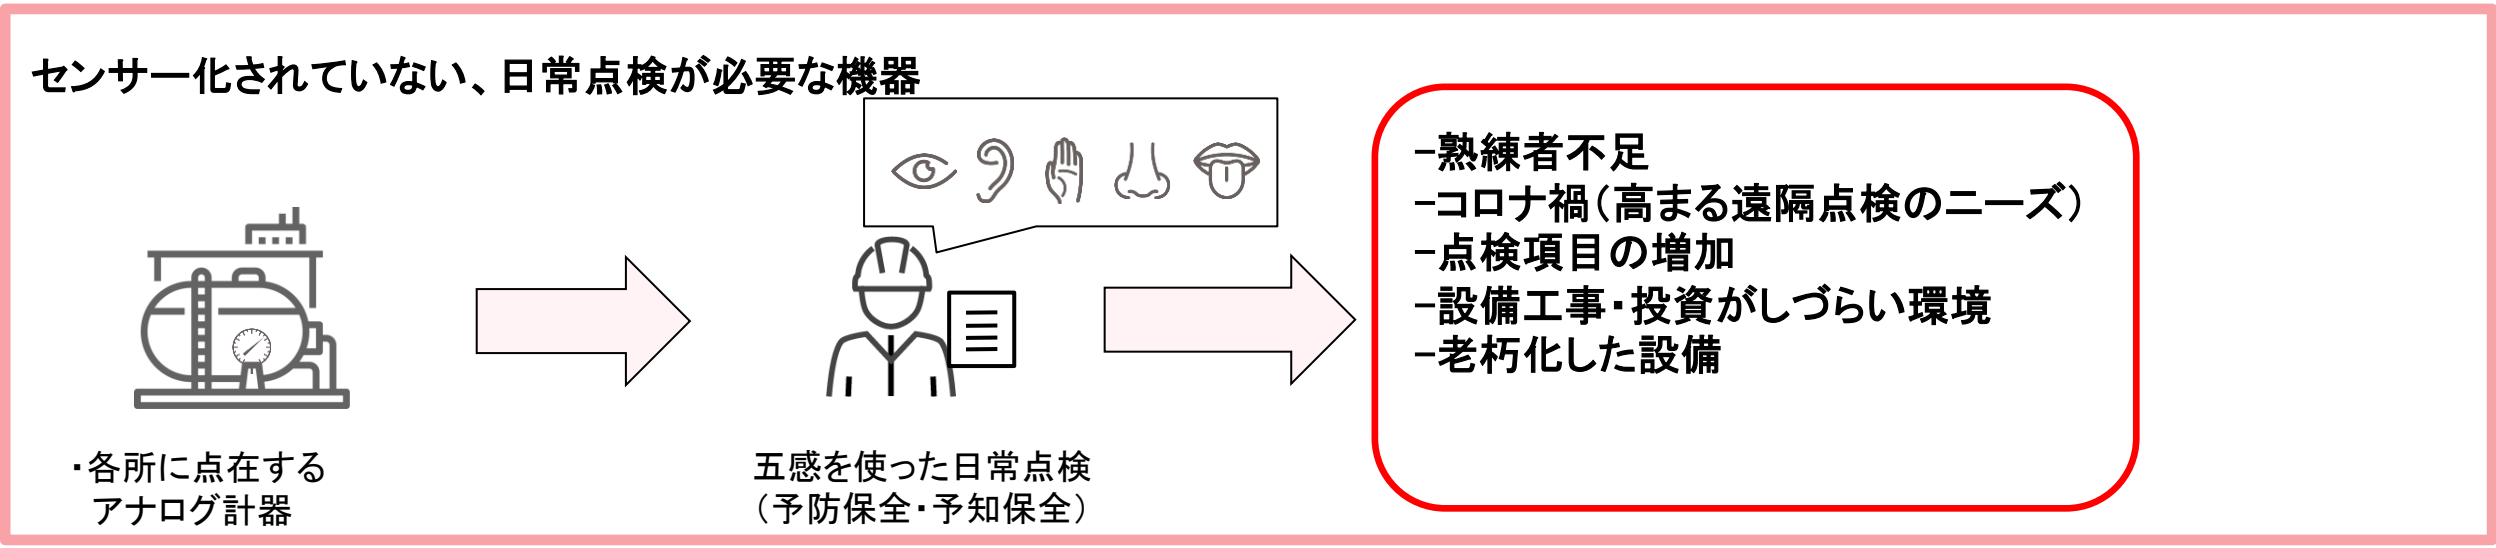 センサー化されていない、日常点検が必要な機器
・各所に点在する
アナログ計器
五感を使った日常点検
（予防保全・予知保全）
－熟練者不足
－コロナ禍（高まる遠隔点検のニーズ）
－点検項目の増加
－設備工事・投資がしづらい環境
－老朽化した設備